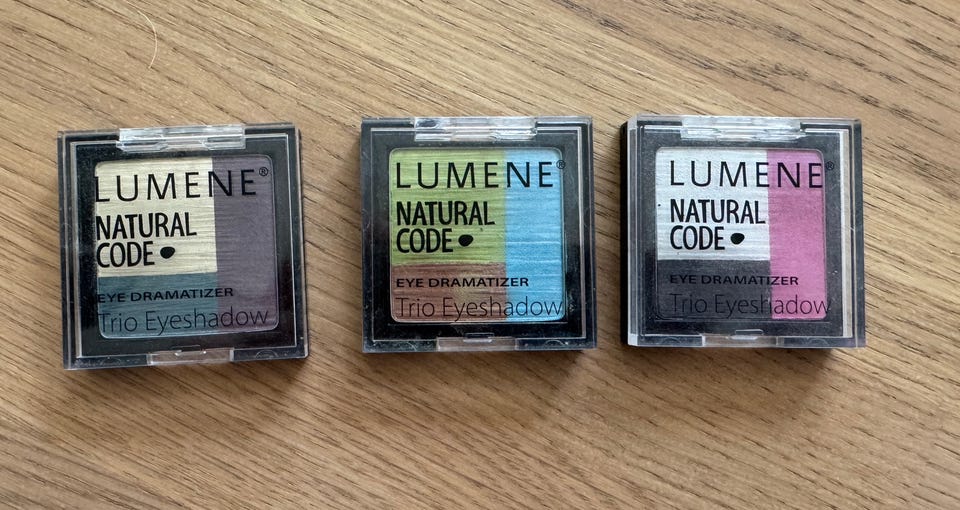 LUMENE®
NATURAL
CODE
EYE DRAMATIZER
Trio Eyeshadow
LUMENE®
NATURAL
CODE
EYE DRAMATIZER
Trio Eyeshadow
LUMENE®
NATURAL
CODE
EYE DRAMATIZER
Trio Eyeshadow